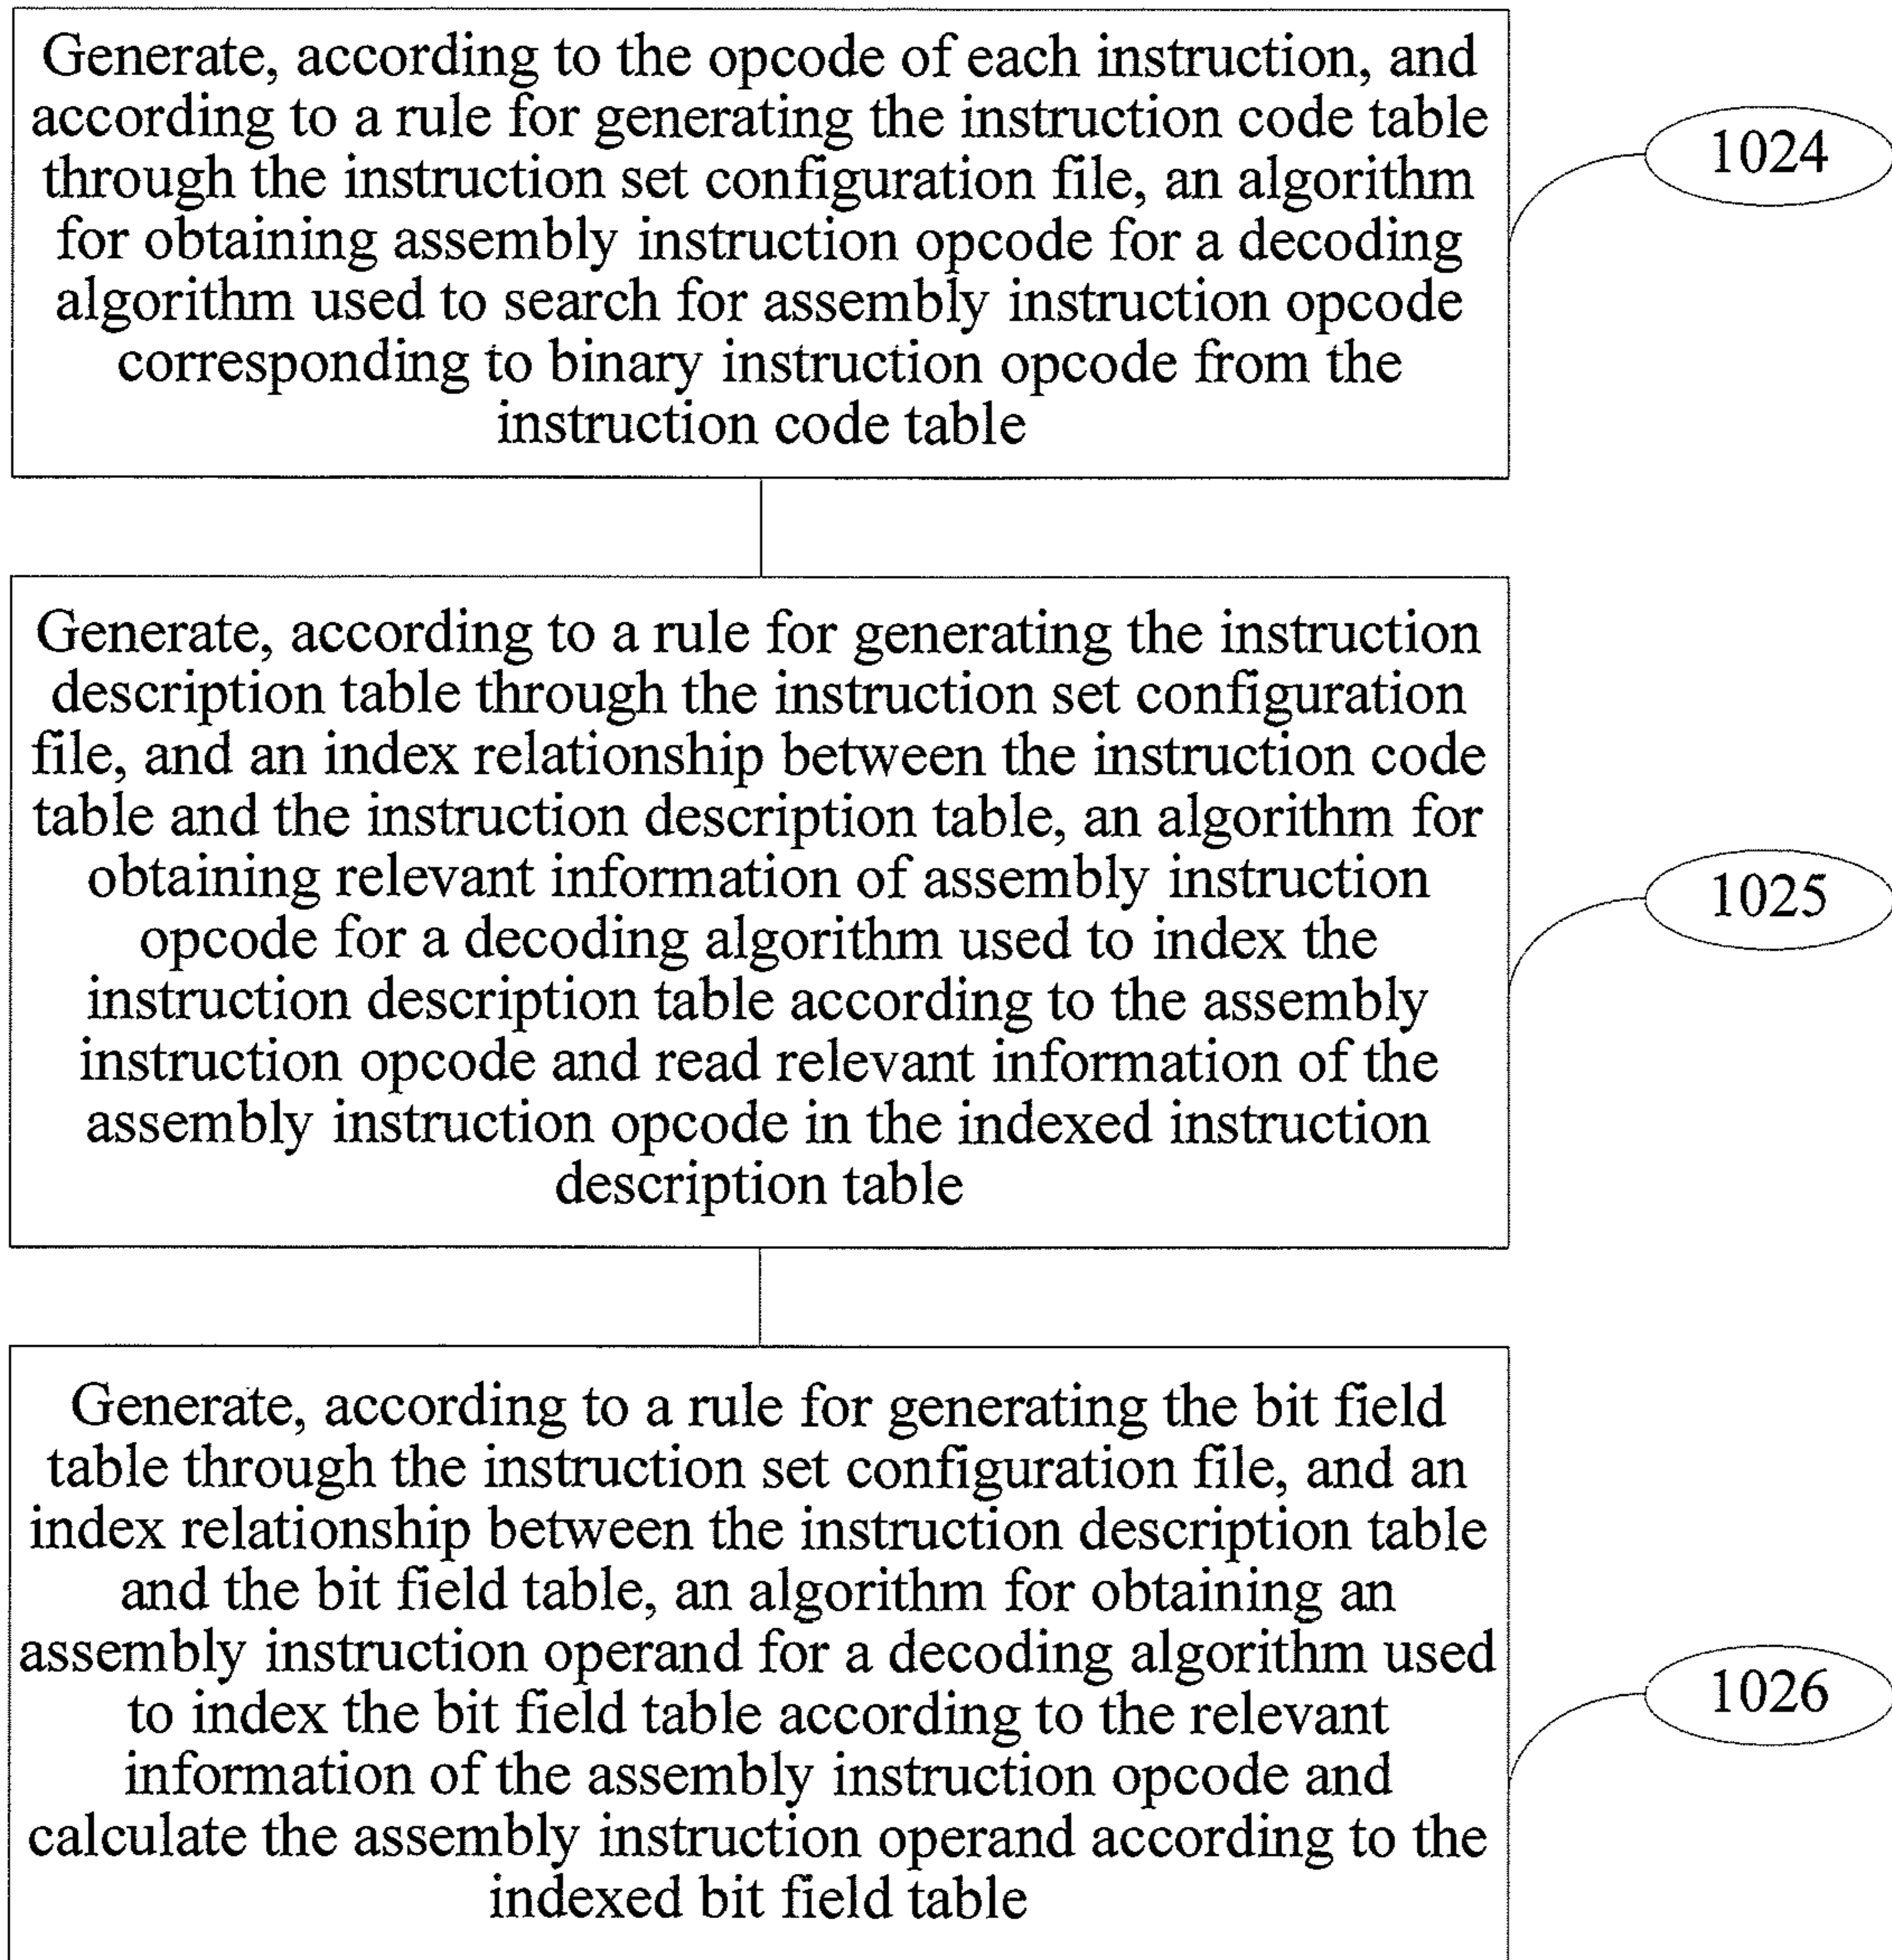 Generate, according to the opcode of each instruction, and
according to a rule for generating the instruction code table
through the instruction set configuration file, an algorithm
for obtaining assembly instruction opcode for a decoding
algorithm used to search for assembly instruction opcode
corresponding to binary instruction opcode from the
instruction code table
1024
Generate, according to a rule for generating the instruction
description table through the instruction set configuration
file, and an index relationship between the instruction code
table and the instruction description table, an algorithm for
obtaining relevant information of assembly instruction
opcode for a decoding algorithm used to index the
instruction description table according to the assembly
instruction opcode and read relevant information of the
assembly instruction opcode in the indexed instruction
description table
1025
Generate, according to a rule for generating the bit field
table through the instruction set configuration file, and an
index relationship between the instruction description table
and the bit field table, an algorithm for obtaining an
assembly instruction operand for a decoding algorithm used
to index the bit field table according to the relevant
information of the assembly instruction opcode and
calculate the assembly instruction operand according to the
indexed bit field table
1026